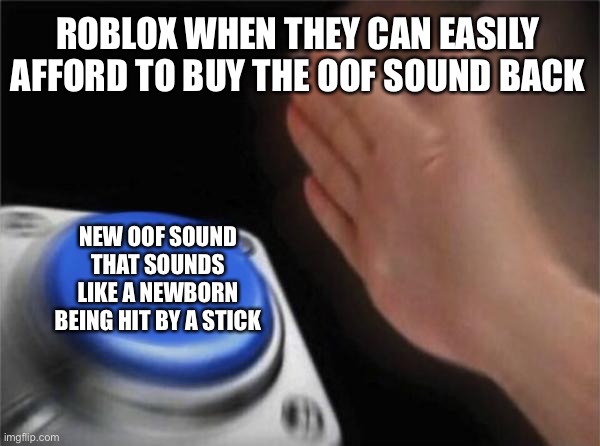 ROBLOX WHEN THEY CAN EASILY
AFFORD TO BUY THE OOF SOUND BACK
NEW OOF SOUND
THAT SOUNDS
LIKE A NEWBORN
BEING HIT BY A STICK
imgflip.com